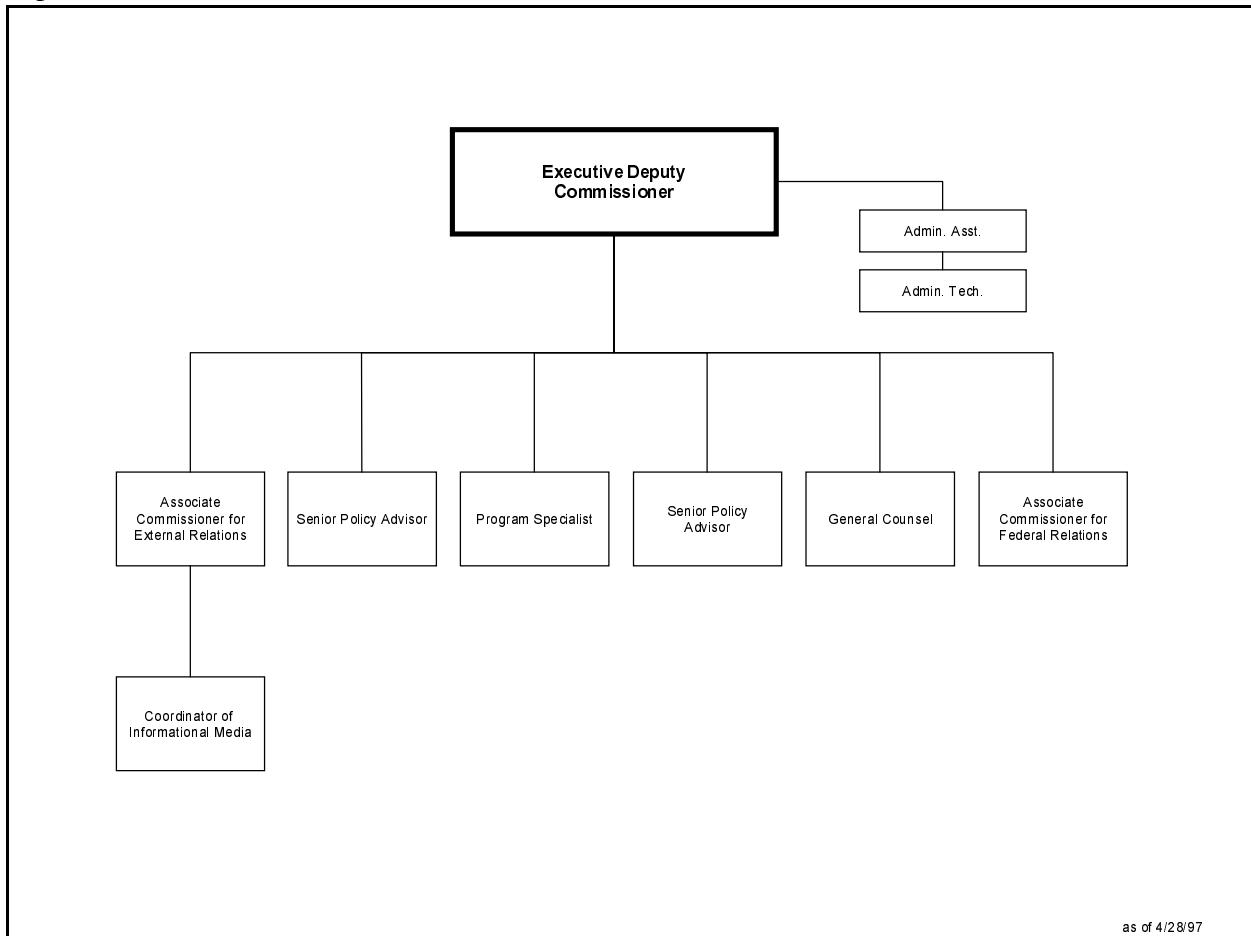 Executive Deputy
Commissioner
Admin. Asst.
Admin. Tech.
Associate
Commissioner for
External Relations
Senior Policy Advisor
Program Specialist
Senior Policy
Advisor
General Counsel
Associate
Commissioner for
Federal Relations
Coordinator of
Informational Media
as of 4/28/97